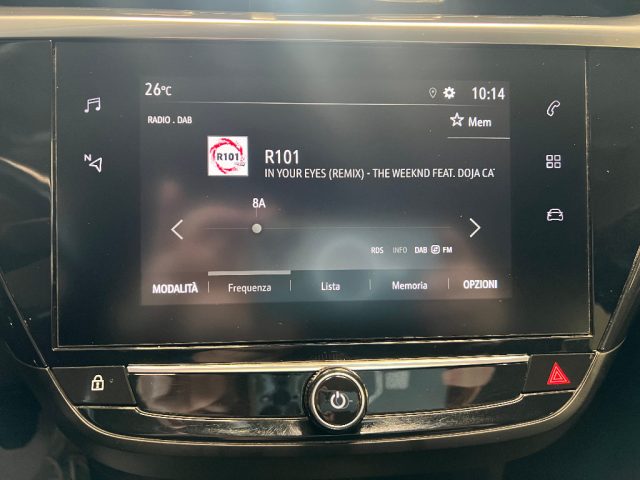 26°C
10:14
RADIO . DAB
Mem
R101
R101
IN YOUR EYES (REMIX) - THE WEEKND FEAT. DOJA CA
8A
N
RDS INFO DAB FM
MODALITÀ Frequenza Lista Memoria OPZIONI